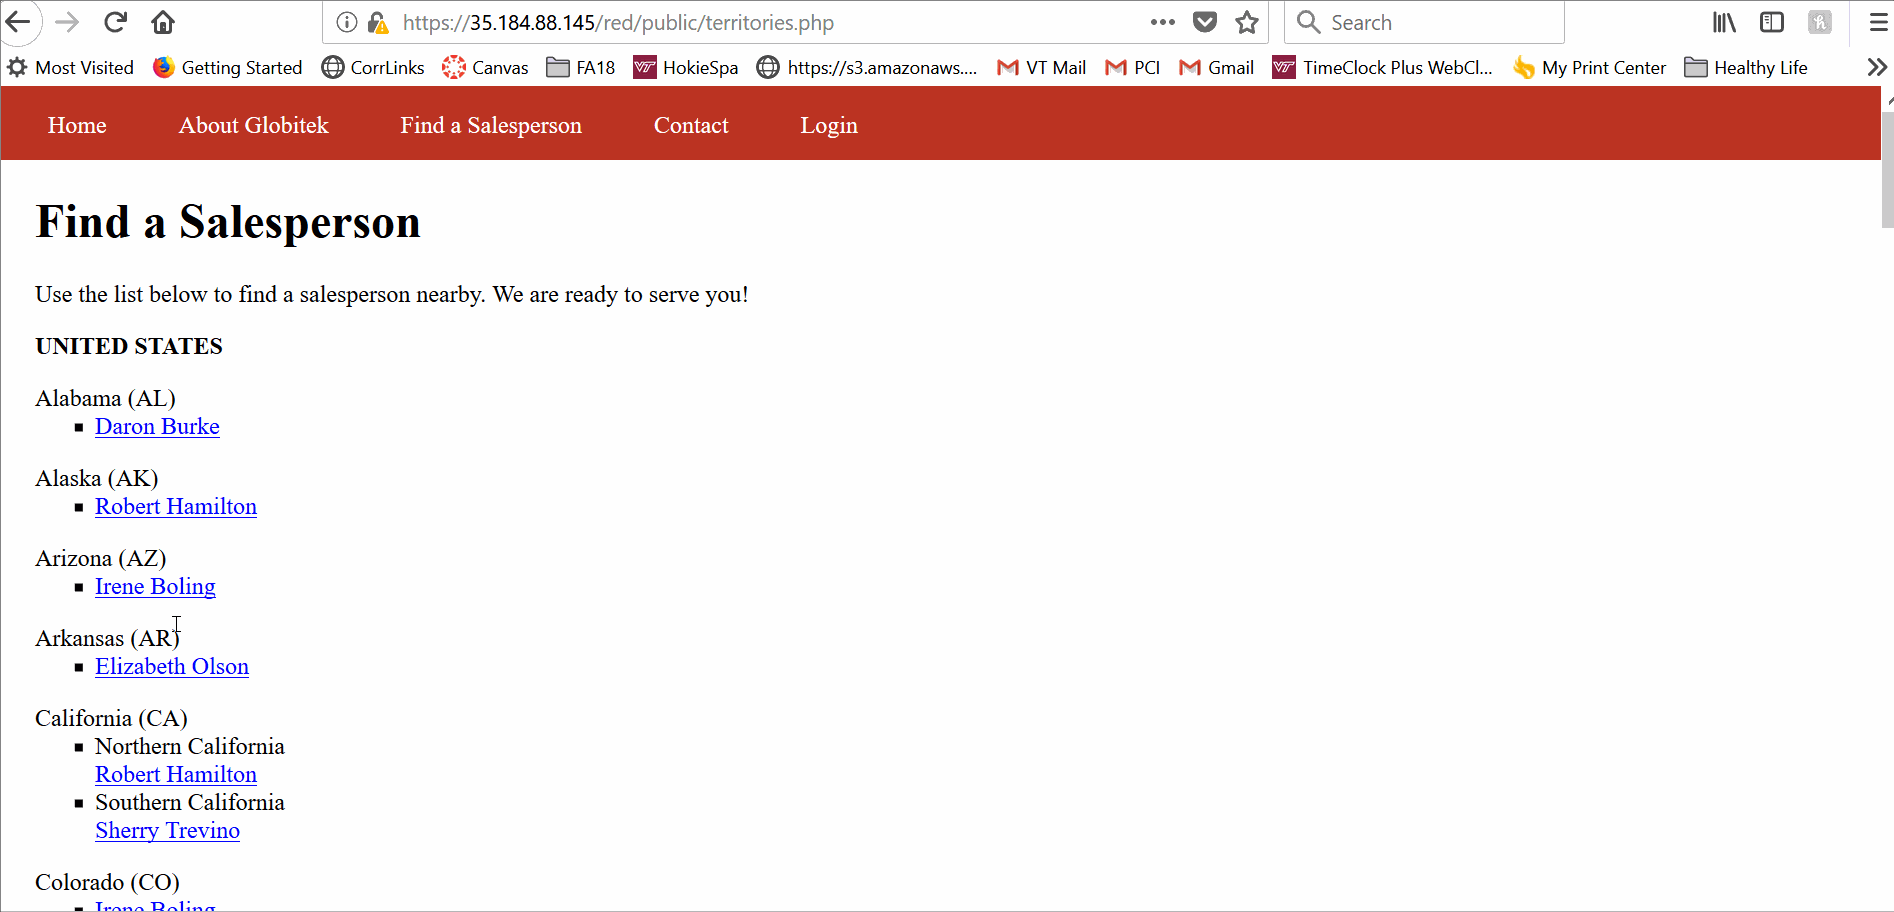 https://35.184.88.145/red/public/territories.php Search
Most Visited Getting Started CorrLinks Canvas FA18 HokieSpa https://s3.amazonaws.... VT Mail PCI Gmail TimeClock Plus WebCl... My Print Center Healthy Life
Home About Globitek Find a Salesperson Contact Login
Find a Salesperson
Use the list below to find a salesperson nearby. We are ready to serve you!
UNITED STATES
Alabama (AL)
Daron Burke
Alaska (AK)
Robert Hamilton
Arizona (AZ)
Irene Boling
Arkansas (AR)
Elizabeth Olson
California (CA)
Northern California
Robert Hamilton
Southern California
Sherry Trevino
Colorado (CO)
Irene Boling